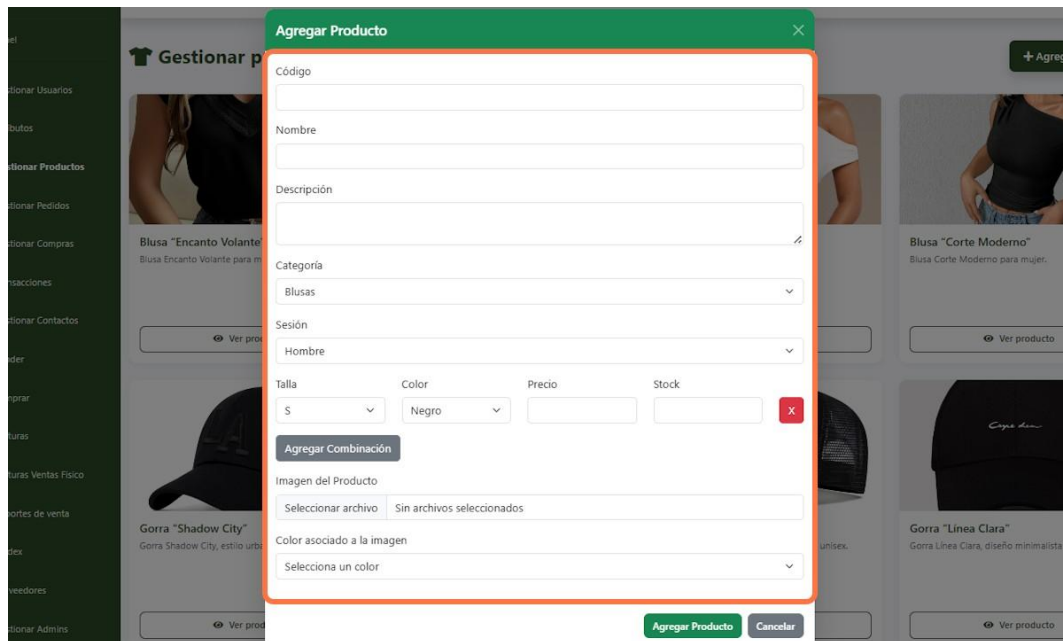 Agregar Producto
Gestionar p
Agreg
Código
Nombre
Descripción
Categoría
Blusas
Sesión
Hombre
Talla Color Precio Stock
S Negro X
Agregar Combinación
Imagen del Producto
Seleccionar archivo Sin archivos seleccionados
Color asociado a la imagen
Selecciona un color
Agregar Producto Cancelar
el
stionar Usuarios
ibutos
stionar Productos
stionar Pedidos
stionar Compras
nsacciones
stionar Contactos
nder
mprar
turas
turas Ventas Fisico
portes de venta
dex
veedores
stionar Admins
Blusa "Encanto Volante"
Blusa Encanto Volante para m
Ver prod
Blusa "Corte Moderno"
Blusa Corte Moderno para mujer.
Ver producto
Gorra "Shadow City"
Gorra Shadow City, estilo urba
Ver prod
unisex.
Carpe diem
Gorra "Línea Clara"
Gorra Línea Clara, diseño minimalista
Ver producto